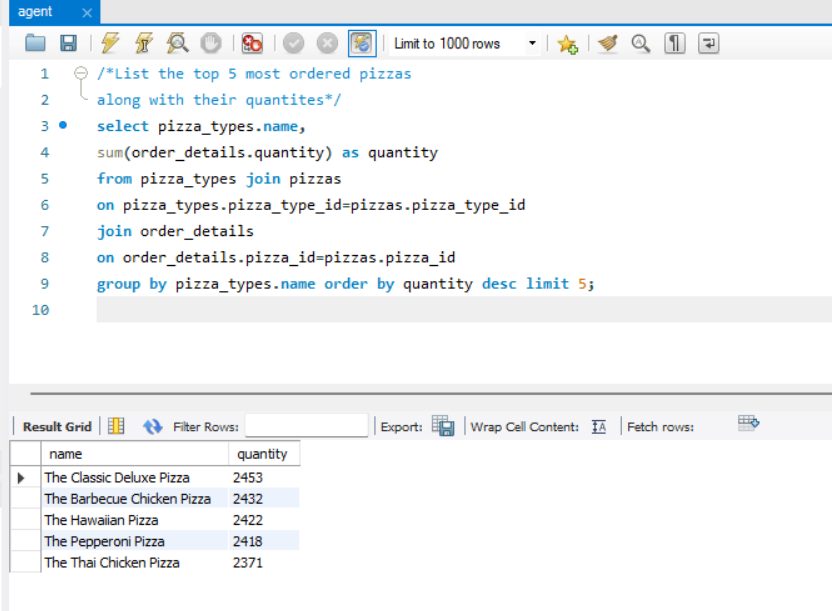 agent
Limit to 1000 rows
1 /*List the top 5 most ordered pizzas
2 along with their quantites*/
3 select pizza_types.name,
4 sum(order_details.quantity) as quantity
5 from pizza_types join pizzas
6 on pizza_types.pizza_type_id=pizzas.pizza_type_id
7 join order_details
8 on order_details.pizza_id=pizzas.pizza_id
9 group by pizza_types.name order by quantity desc limit 5;
10
Result Grid Filter Rows: Export: Wrap Cell Content: IA Fetch rows:
name quantity
The Classic Deluxe Pizza 2453
The Barbecue Chicken Pizza 2432
The Hawaiian Pizza 2422
The Pepperoni Pizza 2418
The Thai Chicken Pizza 2371